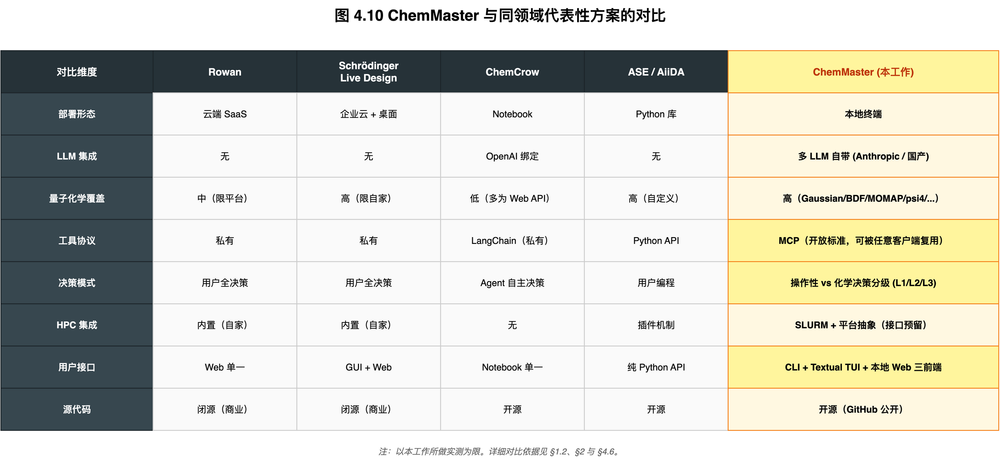 图 4.10 ChemMaster 与同领域代表性方案的对比
对比维度
Rowan
Schrödinger
Live Design
ChemCrow
ASE / AiiDA
ChemMaster (本工作)
部署形态
云端 SaaS
企业云 + 桌面
Notebook
Python 库
本地终端
LLM 集成
无
无
OpenAI 绑定
无
多 LLM 自带 (Anthropic / 国产)
量子化学覆盖
中（限平台）
高（限自家）
低（多为 Web API）
高（自定义）
高（Gaussian/BDF/MOMAP/psi4/...）
工具协议
私有
私有
LangChain（私有）
Python API
MCP（开放标准，可被任意客户端复用）
决策模式
用户全决策
用户全决策
Agent 自主决策
用户编程
操作性 vs 化学决策分级 (L1/L2/L3)
HPC 集成
内置（自家）
内置（自家）
无
插件机制
SLURM + 平台抽象（接口预留）
用户接口
Web 单一
GUI + Web
Notebook 单一
纯 Python API
CLI + Textual TUI + 本地 Web 三前端
源代码
闭源（商业）
闭源（商业）
开源
开源
开源（GitHub 公开）
注：以本工作所做实测为限。详细对比依据见 §1.2、§2 与 §4.6。